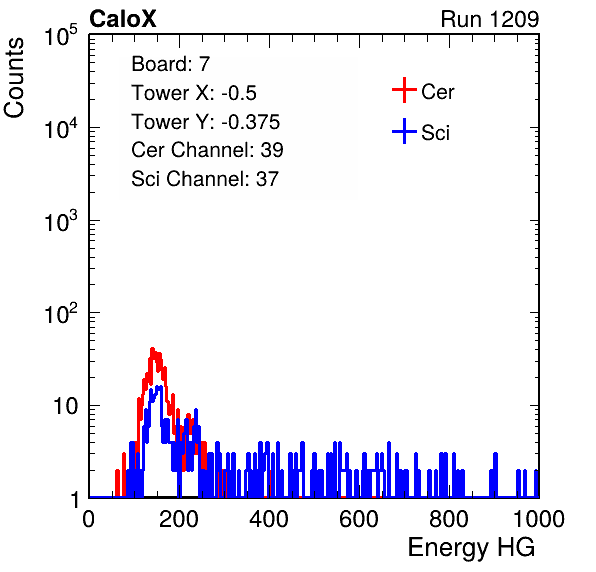 CaloX Run 1209
Counts
Board: 7
Tower X: -0.5
Tower Y: -0.375
Cer Channel: 39
Sci Channel: 37
Cer
Sci
10^5
10^4
10^3
10^2
10
1
0 200 400 600 800 1000
Energy HG